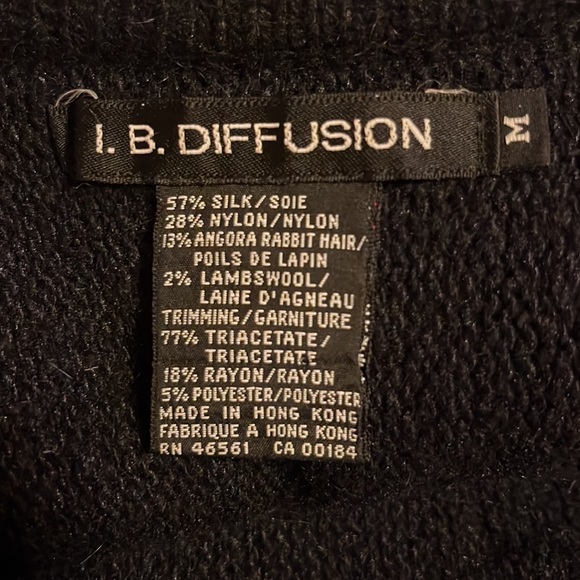 I. B. DIFFUSION
M
57% SILK/SOIE
28% NYLON/NYLON
13% ANGORA RABBIT HAIR/
POILS DE LAPIN
2% LAMBSWOOL/
LAINE D'AGNEAU
TRIMMING/GARNITURE
77% TRIACETATE/
TRIACETATE
18% RAYON/RAYON
5% POLYESTER/POLYESTER
MADE IN HONG KONG
FABRIQUE A HONG KONG
RN 46561 CA 00184